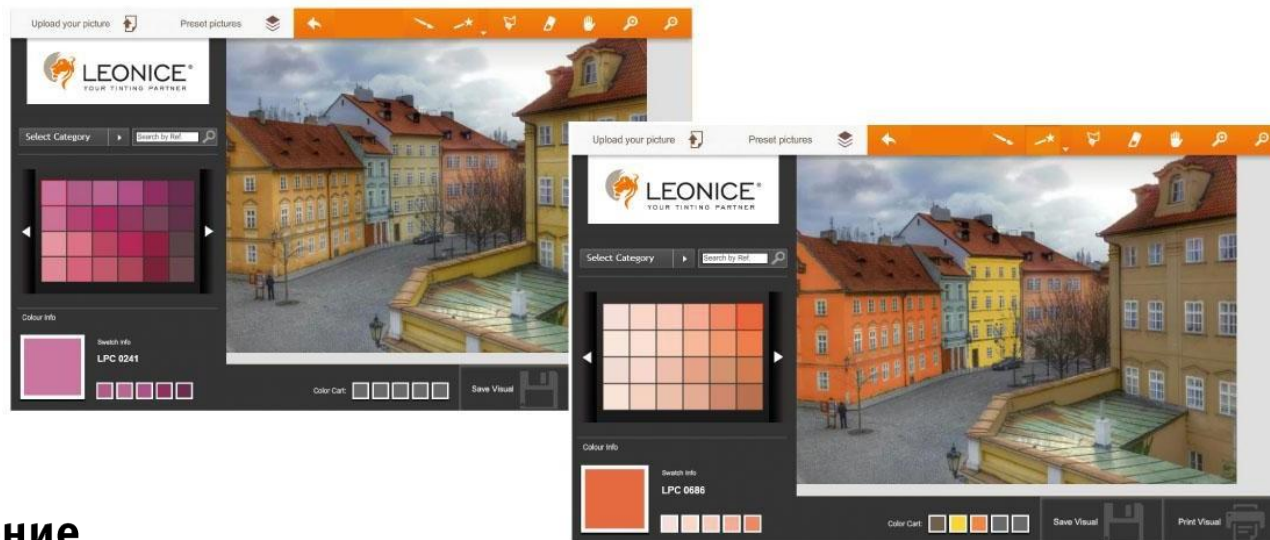 Upload your picture
Preset pictures
LEONICE®
YOUR TINTING PARTNER
Select Category
Search by Ref.
Colour Info
Swatch Info
LPC 0241
Color Cart:
Save Visual
Upload your picture
Preset pictures
LEONICE®
YOUR TINTING PARTNER
Select Category
Search by Ref.
Colour Info
Swatch Info
LPC 0686
Color Cart:
Save Visual
Print Visual
ние